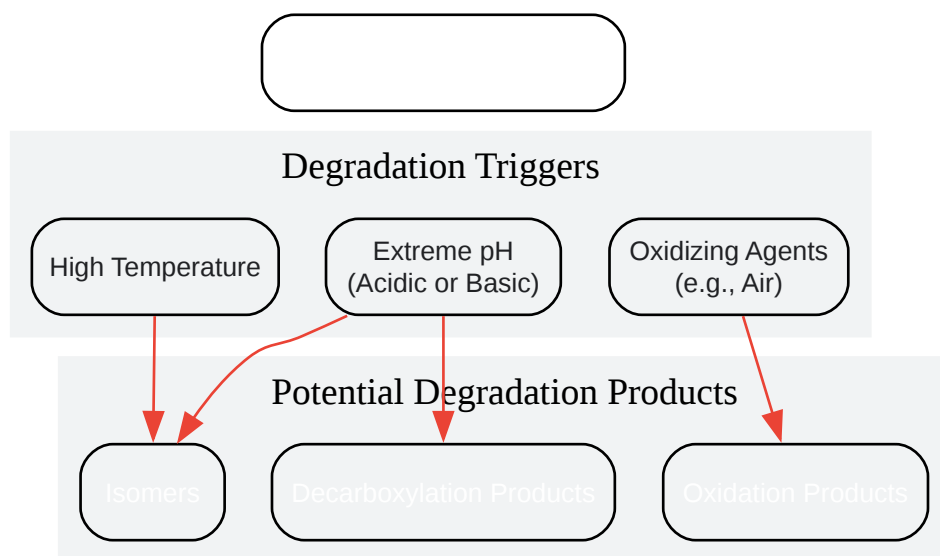 Degradation Triggers
High Temperature
Extreme pH
(Acidic or Basic)
Oxidizing Agents
(e.g., Air)
Potential Degradation Products
Isomers
Decarboxylation Products
Oxidation Products